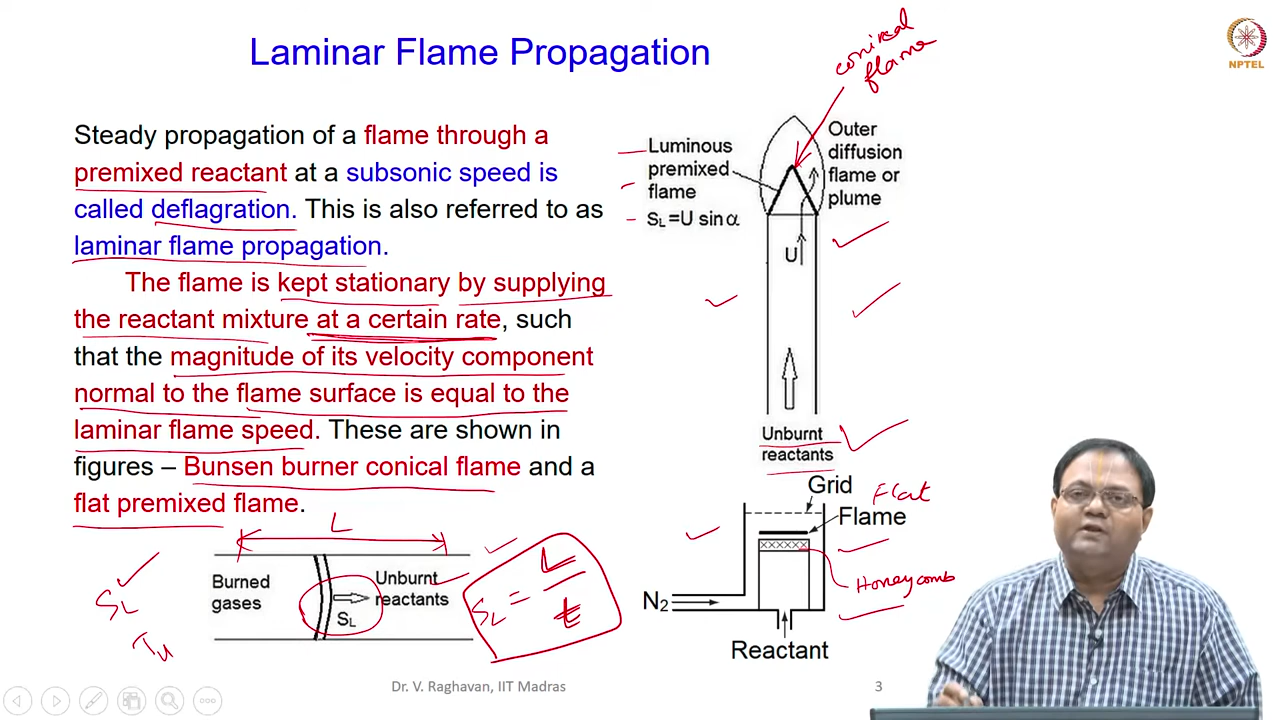 Laminar Flame Propagation
NPTEL
conical
flame
Steady propagation of a flame through a
premixed reactant at a subsonic speed is
called deflagration. This is also referred to as
laminar flame propagation.
The flame is kept stationary by supplying
the reactant mixture at a certain rate, such
that the magnitude of its velocity component
normal to the flame surface is equal to the
laminar flame speed. These are shown in
figures – Bunsen burner conical flame and a
flat premixed flame.
Luminous
premixed
flame
SL=U sinα
Outer
diffusion
flame or
plume
U
Unburnt
reactants
L
Burned
gases
SL
Unburnt
reactants
SL
Tu
SL = L
t
Grid
Flat
Flame
Honeycomb
N2
Reactant
Dr. V. Raghavan, IIT Madras
3